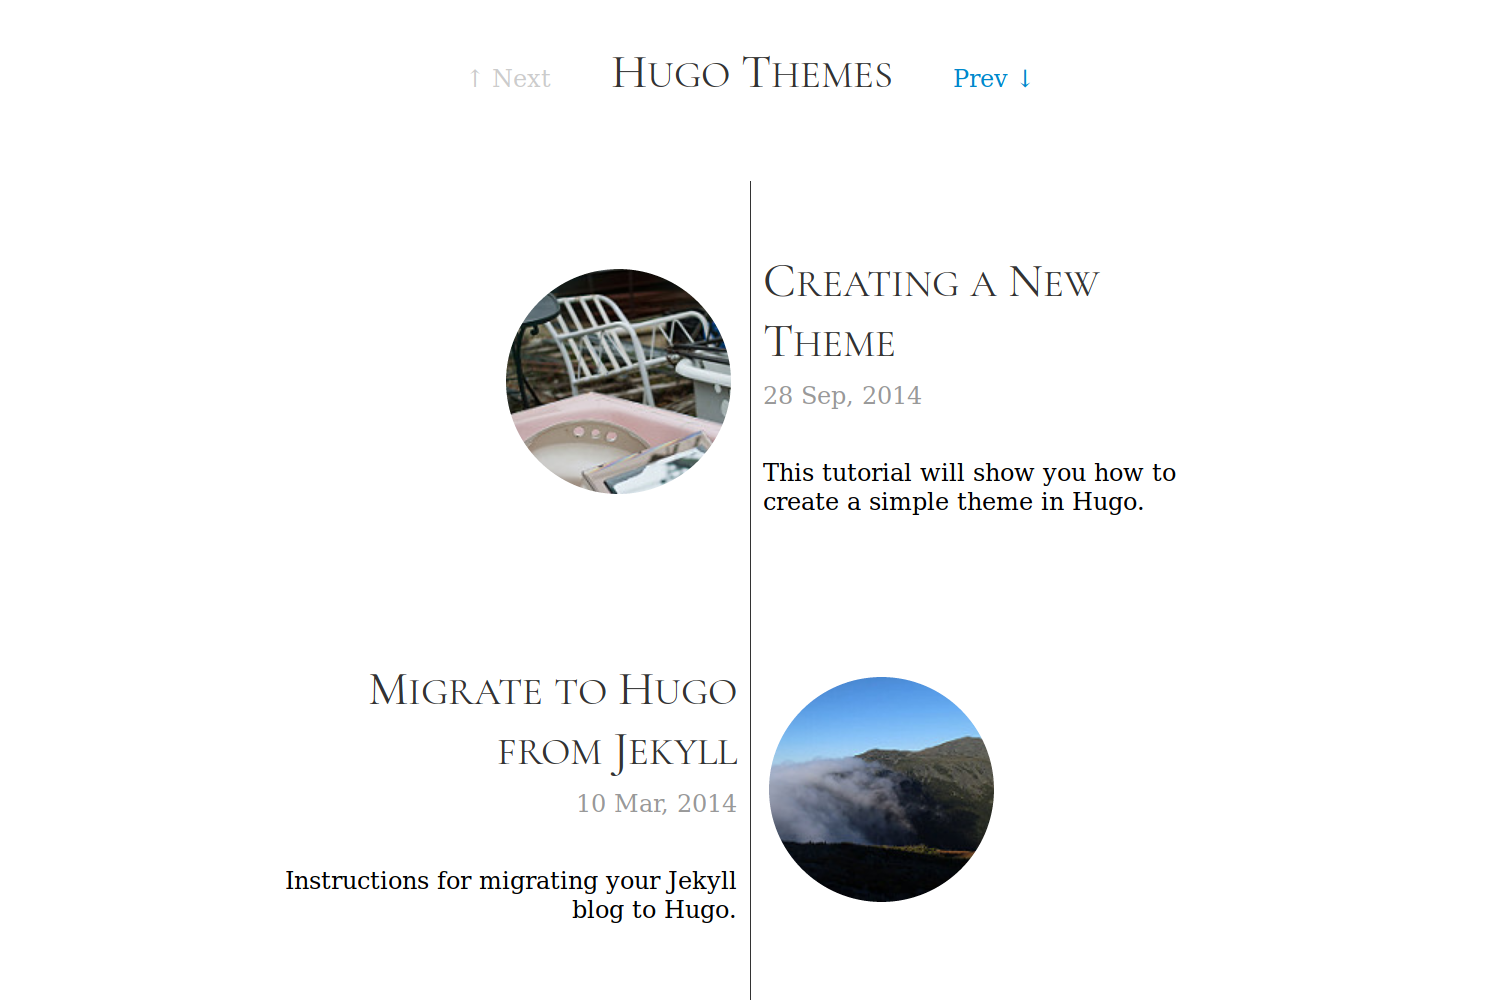 ↑ Next Hugo Themes Prev ↓
Creating a New
Theme
28 Sep, 2014
This tutorial will show you how to
create a simple theme in Hugo.
Migrate to Hugo
from Jekyll
10 Mar, 2014
Instructions for migrating your Jekyll
blog to Hugo.